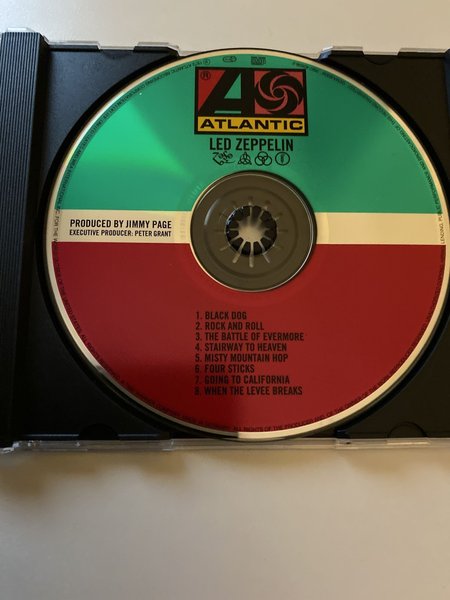 ®
ATLANTIC
LED ZEPPELIN
PRODUCED BY JIMMY PAGE
EXECUTIVE PRODUCER: PETER GRANT
1. BLACK DOG
2. ROCK AND ROLL
3. THE BATTLE OF EVERMORE
4. STAIRWAY TO HEAVEN
5. MISTY MOUNTAIN HOP
6. FOUR STICKS
7. GOING TO CALIFORNIA
8. WHEN THE LEVEE BREAKS